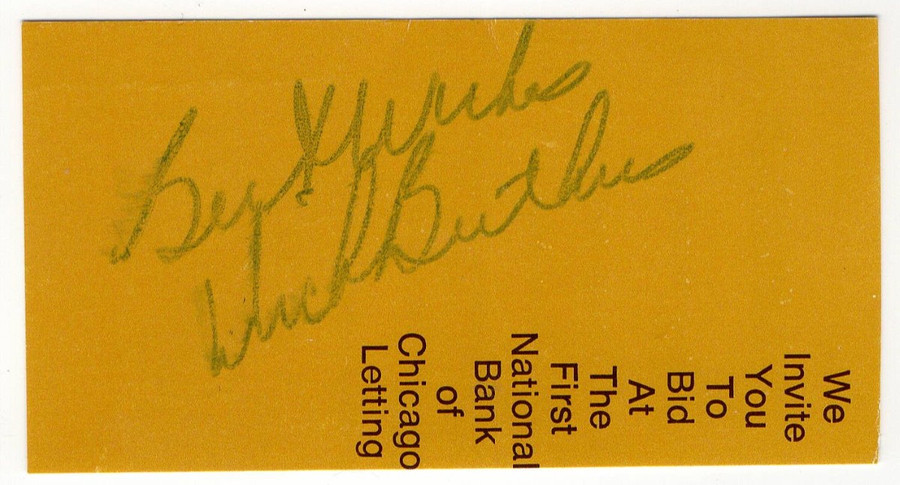 Best Wishes
Dick Butkus
We
Invite
You
To
Bid
At
The
First
National
Bank
of
Chicago
Letting